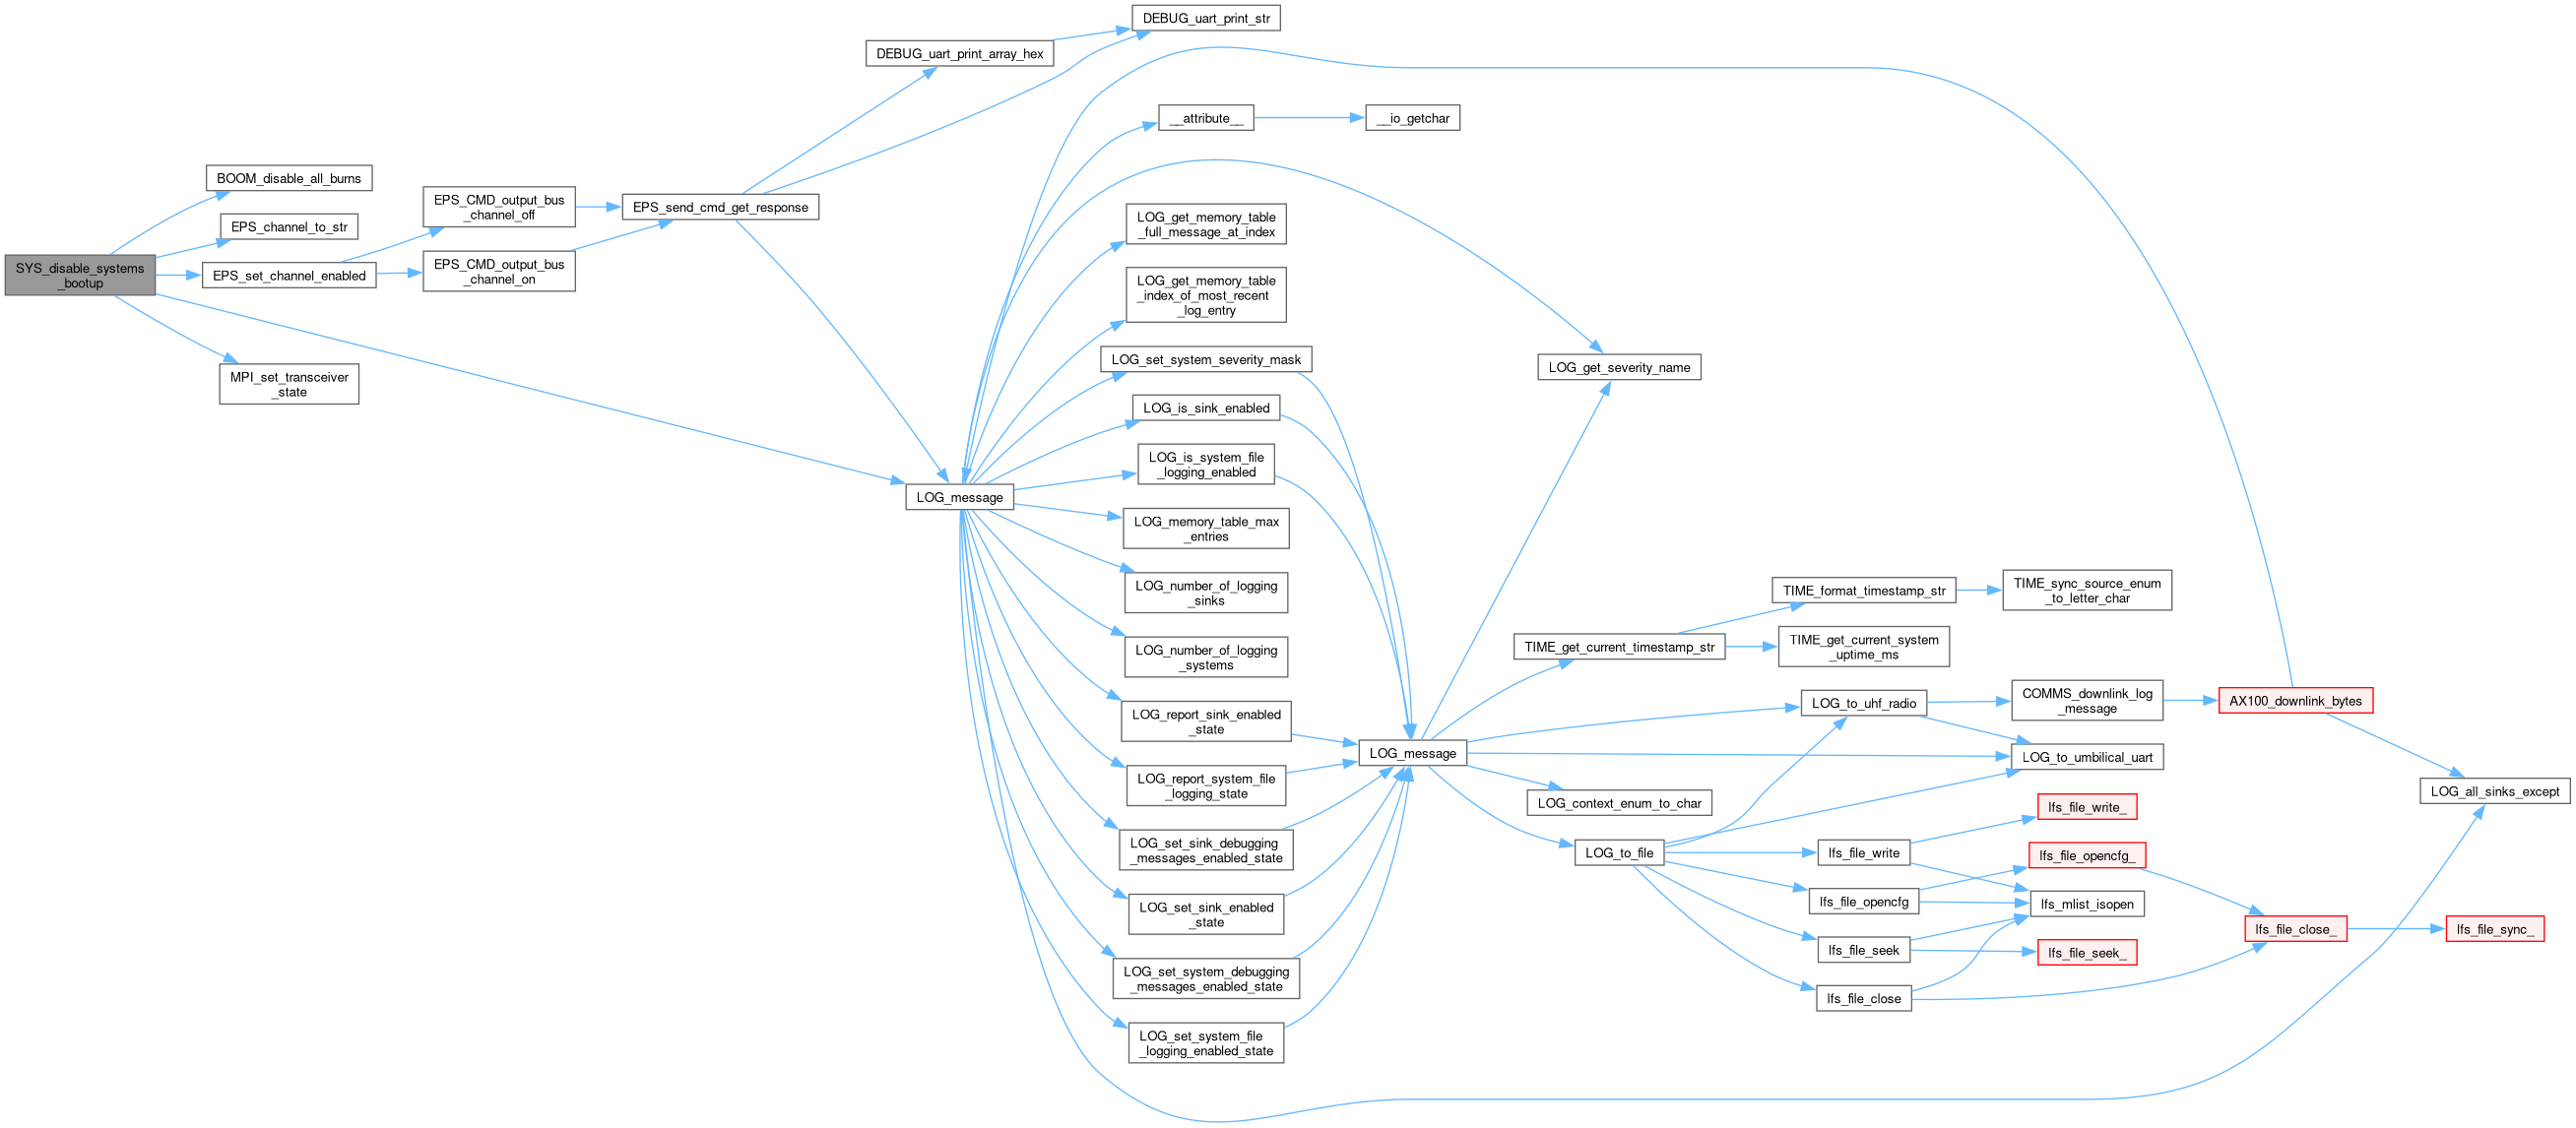 SYS_disable_systems
_bootup
BOOM_disable_all_burns
EPS_channel_to_str
EPS_set_channel_enabled
MPI_set_transceiver
_state
EPS_CMD_output_bus
_channel_off
EPS_CMD_output_bus
_channel_on
EPS_send_cmd_get_response
DEBUG_uart_print_array_hex
LOG_message
DEBUG_uart_print_str
__attribute__
LOG_get_memory_table
_full_message_at_index
LOG_get_memory_table
_index_of_most_recent
_log_entry
LOG_set_system_severity_mask
LOG_is_sink_enabled
LOG_is_system_file
_logging_enabled
LOG_memory_table_max
_entries
LOG_number_of_logging
_sinks
LOG_number_of_logging
_systems
LOG_report_sink_enabled
_state
LOG_report_system_file
_logging_state
LOG_set_sink_debugging
_messages_enabled_state
LOG_set_sink_enabled
_state
LOG_set_system_debugging
_messages_enabled_state
LOG_set_system_file
_logging_enabled_state
__io_getchar
LOG_message
LOG_get_severity_name
TIME_get_current_timestamp_str
LOG_context_enum_to_char
LOG_to_file
TIME_format_timestamp_str
TIME_get_current_system
_uptime_ms
LOG_to_uhf_radio
lfs_file_write
lfs_file_opencfg
lfs_file_seek
lfs_file_close
TIME_sync_source_enum
_to_letter_char
COMMS_downlink_log
_message
LOG_to_umbilical_uart
lfs_file_write_
lfs_file_opencfg_
lfs_mlist_isopen
lfs_file_seek_
AX100_downlink_bytes
lfs_file_close_
LOG_all_sinks_except
lfs_file_sync_